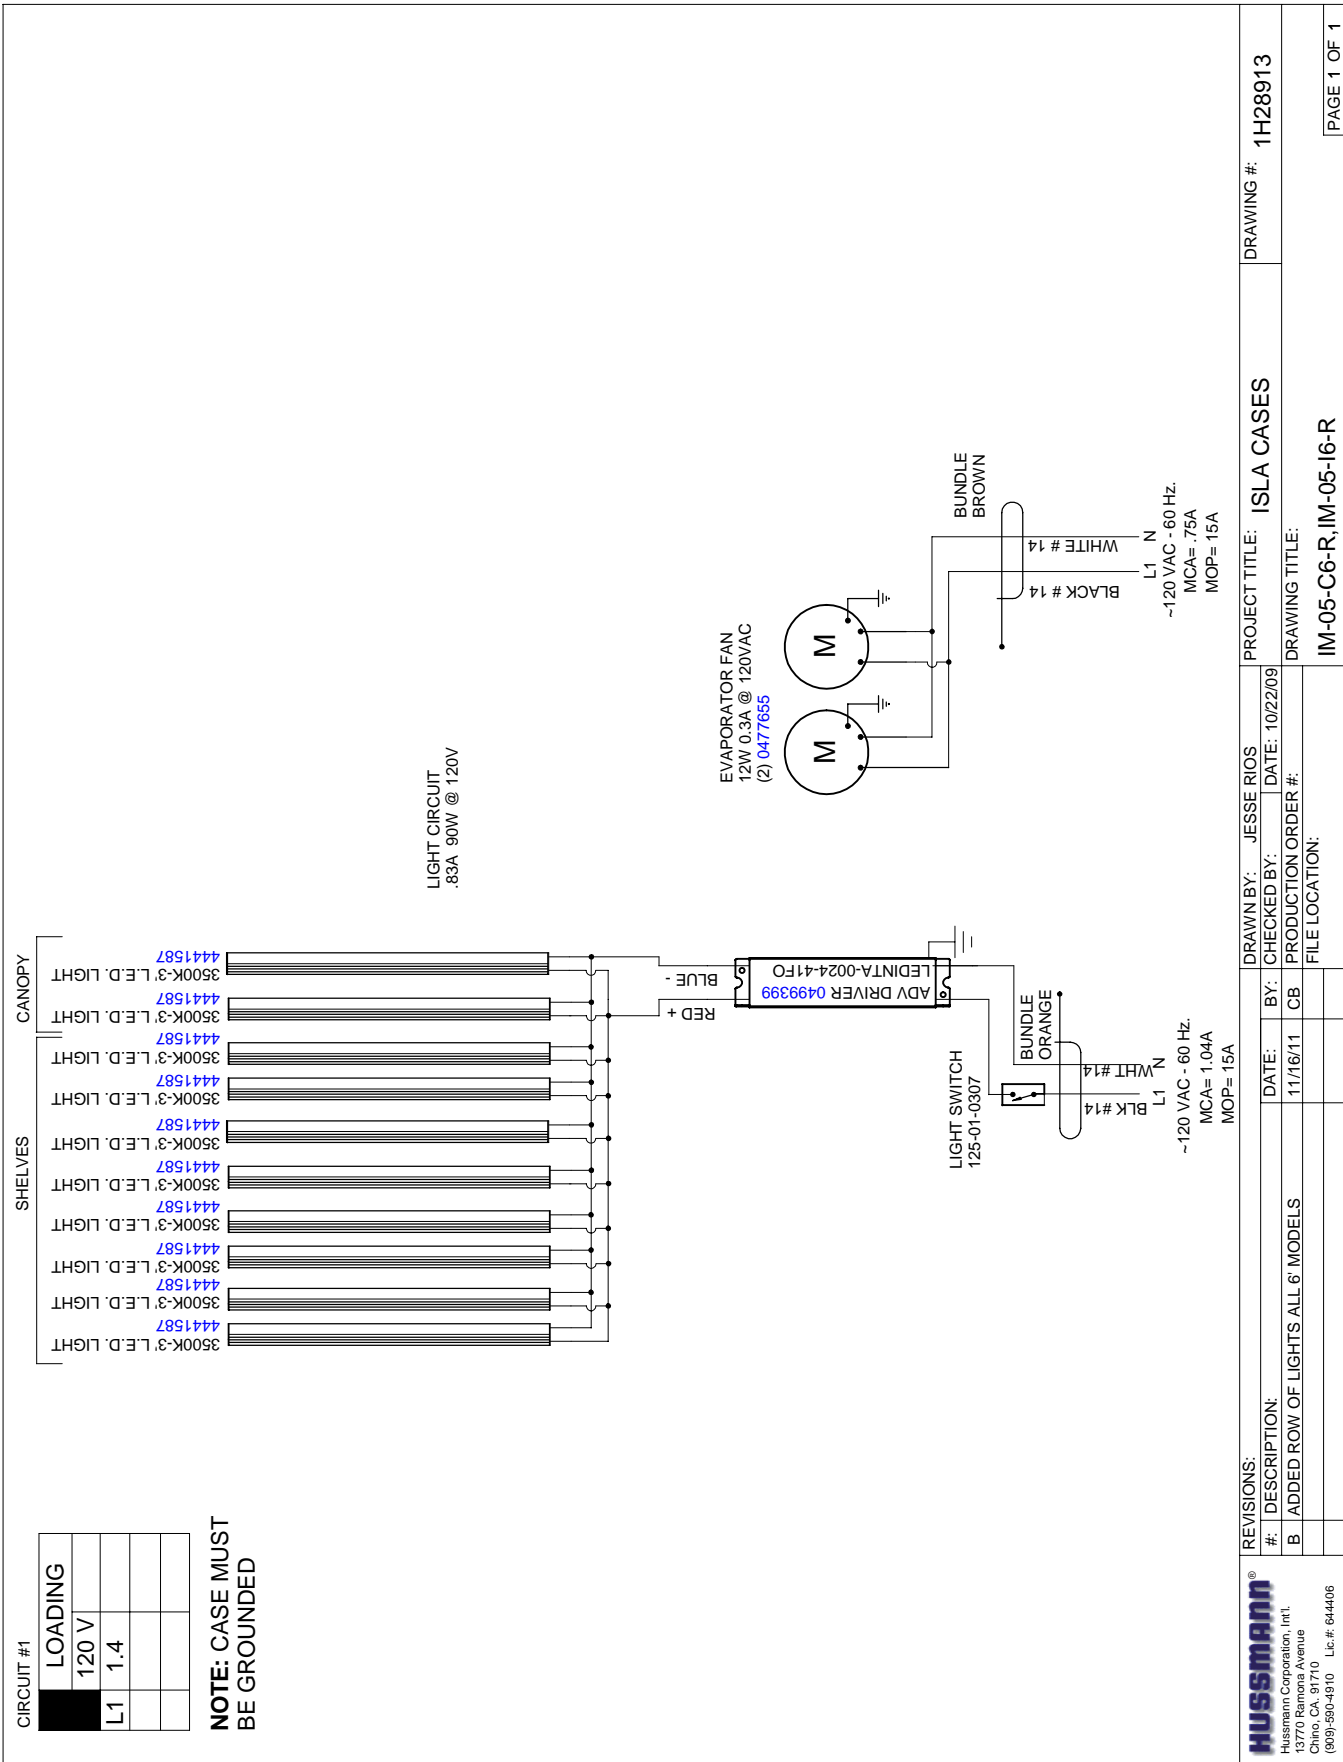 CIRCUIT #1
LOADING
120 V
L1 1.4
NOTE: CASE MUST
BE GROUNDED
SHELVES
CANOPY
3500K-3' L.E.D. LIGHT
4441587
3500K-3' L.E.D. LIGHT
4441587
3500K-3' L.E.D. LIGHT
4441587
3500K-3' L.E.D. LIGHT
4441587
3500K-3' L.E.D. LIGHT
4441587
3500K-3' L.E.D. LIGHT
4441587
3500K-3' L.E.D. LIGHT
4441587
3500K-3' L.E.D. LIGHT
4441587
3500K-3' L.E.D. LIGHT
4441587
3500K-3' L.E.D. LIGHT
4441587
LIGHT CIRCUIT
.83A 90W @ 120V
RED +
BLUE -
ADV DRIVER 0499399
LEDINTA-0024-41FO
LIGHT SWITCH
125-01-0307
BUNDLE
ORANGE
BLK #14
WHT #14
L1 N
~120 VAC - 60 Hz.
MCA= 1.04A
MOP= 15A
EVAPORATOR FAN
12W 0.3A @ 120VAC
(2) 0477655
M
M
BUNDLE
BROWN
BLACK # 14
WHITE # 14
L1 N
~120 VAC - 60 Hz.
MCA= .75A
MOP= 15A
HUSSMANN®
Hussmann Corporation, Int'l.
13770 Ramona Avenue
Chino, CA. 91710
(909)-590-4910 Lic.#: 644406
REVISIONS:
#: DESCRIPTION: DATE: BY:
B ADDED ROW OF LIGHTS ALL 6' MODELS 11/16/11 CB
DRAWN BY: JESSE RIOS
CHECKED BY: DATE: 10/22/09
PRODUCTION ORDER #:
FILE LOCATION:
PROJECT TITLE: ISLA CASES
DRAWING TITLE:
IM-05-C6-R,IM-05-I6-R
DRAWING #: 1H28913
PAGE 1 OF 1